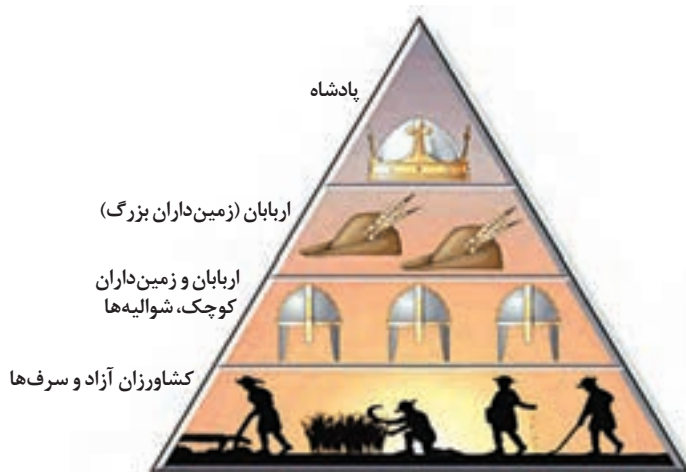 پادشاه
اربابان (زمین‌داران بزرگ)
اربابان و زمین‌داران
کوچک، شوالیه‌ها
کشاورزان آزاد و سرف‌ها